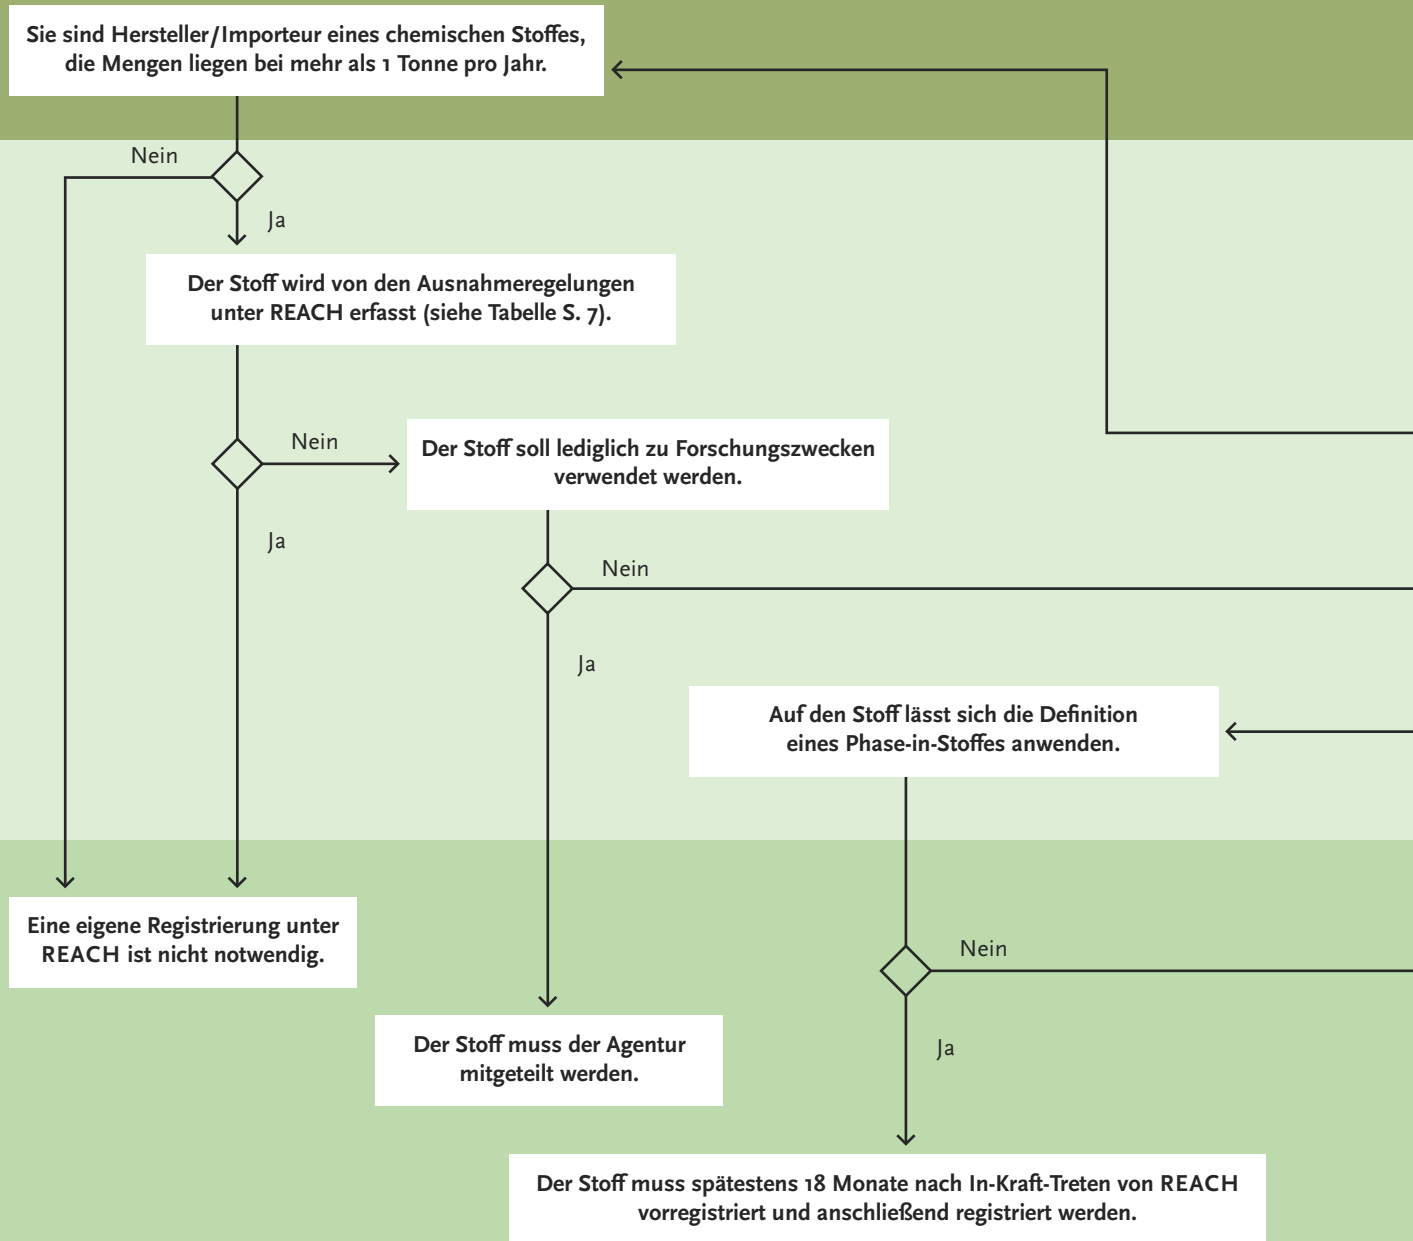 Sie sind Hersteller/Importeur eines chemischen Stoffes,
die Mengen liegen bei mehr als 1 Tonne pro Jahr.
Nein
Ja
Der Stoff wird von den Ausnahmeregelungen
unter REACH erfasst (siehe Tabelle S. 7).
Nein
Der Stoff soll lediglich zu Forschungszwecken
verwendet werden.
Ja
Nein
Ja
Auf den Stoff lässt sich die Definition
eines Phase-in-Stoffes anwenden.
Eine eigene Registrierung unter
REACH ist nicht notwendig.
Nein
Der Stoff muss der Agentur
mitgeteilt werden.
Ja
Der Stoff muss spätestens 18 Monate nach In-Kraft-Treten von REACH
vorregistriert und anschließend registriert werden.